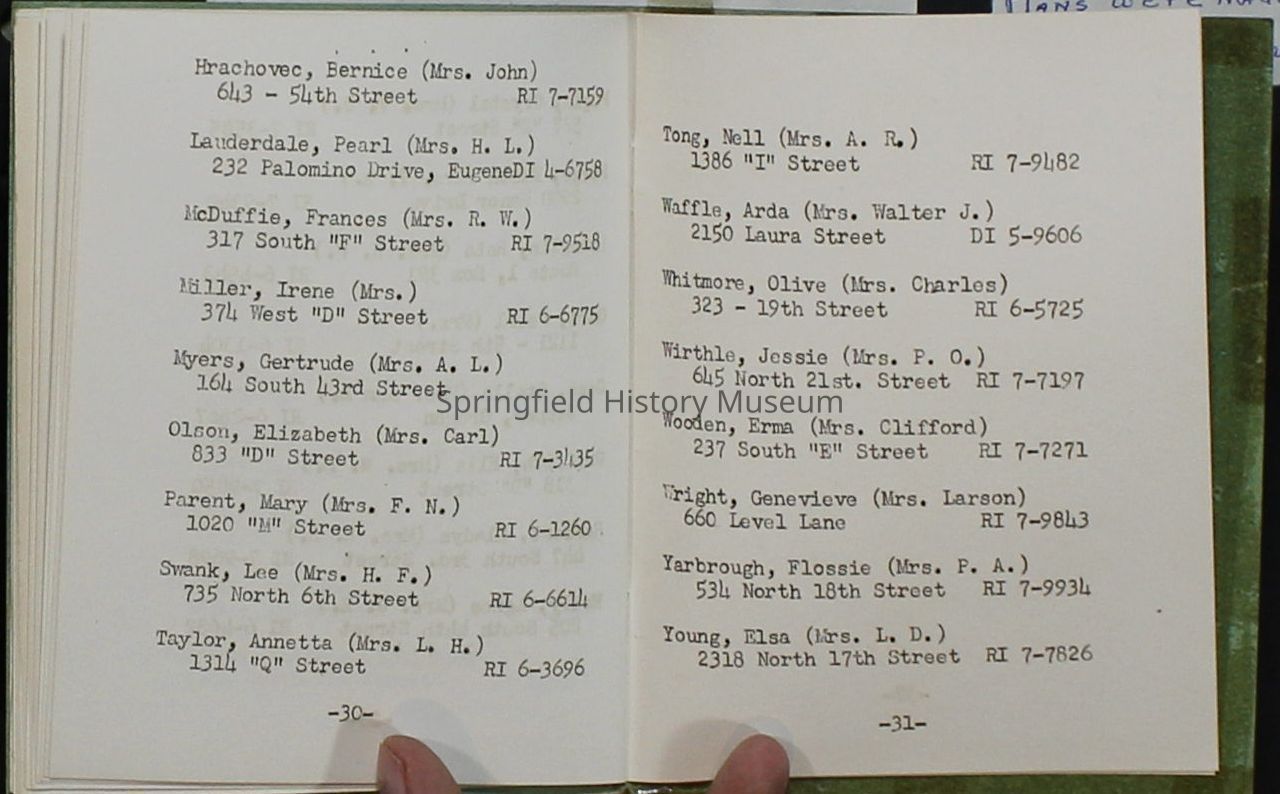 Hrachovec, Bernice (Mrs. John)
643 - 54th Street RI 7-7159
Lauderdale, Pearl (Mrs. H. L.)
232 Palomino Drive, EugeneDI 4-6758
McDuffie, Frances (Mrs. R. W.)
317 South "F" Street RI 7-9518
Miller, Irene (Mrs.)
374 West "D" Street RI 6-6775
Myers, Gertrude (Mrs. A. L.)
164 South 43rd Street
Olson, Elizabeth (Mrs. Carl)
833 "D" Street RI 7-3435
Parent, Mary (Mrs. F. N.)
1020 "M" Street RI 6-1260
Swank, Lee (Mrs. H. F.)
735 North 6th Street RI 6-6614
Taylor, Annetta (Mrs. L. H.)
1314 "Q" Street RI 6-3696
-30-
Tong, Nell (Mrs. A. R.)
1386 "I" Street RI 7-9482
Waffle, Arda (Mrs. Walter J.)
2150 Laura Street DI 5-9606
Whitmore, Olive (Mrs. Charles)
323 - 19th Street RI 6-5725
Wirthle, Jessie (Mrs. P. O.)
645 North 21st. Street RI 7-7197
Wooden, Erma (Mrs. Clifford)
237 South "E" Street RI 7-7271
Wright, Genevieve (Mrs. Larson)
660 Level Lane RI 7-9843
Yarbrough, Flossie (Mrs. P. A.)
534 North 18th Street RI 7-9934
Young, Elsa (Mrs. L. D.)
2318 North 17th Street RI 7-7826
-31-
Springfield History Museum